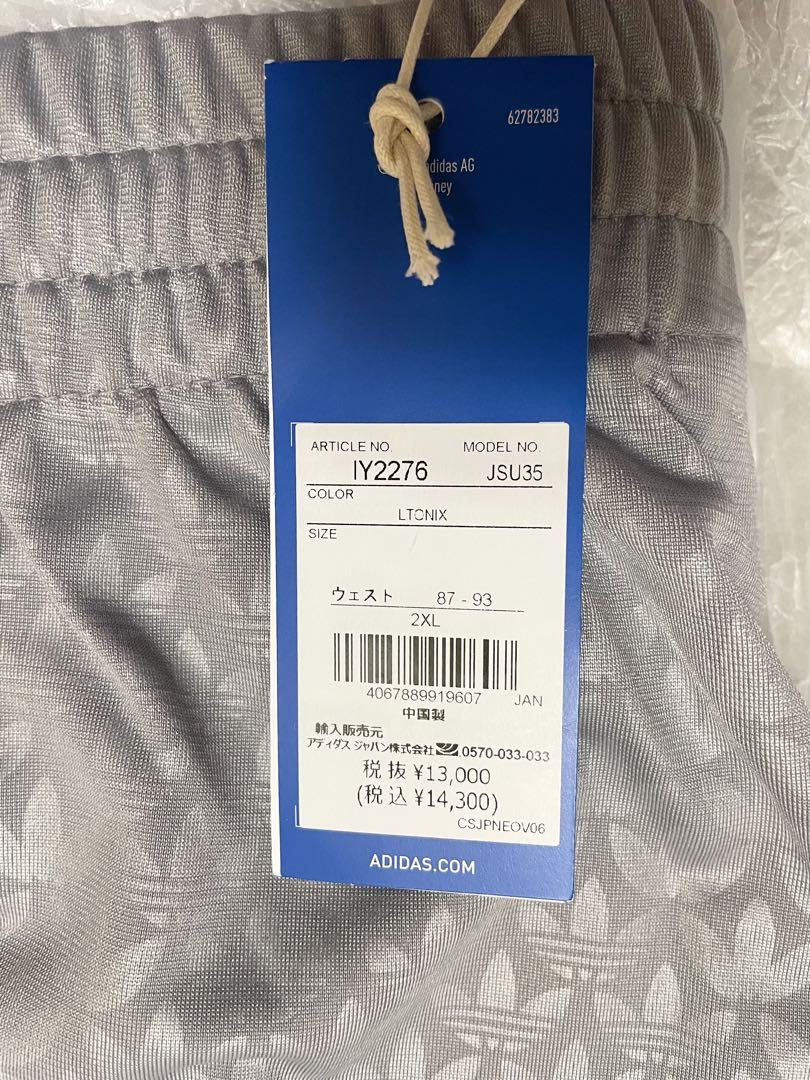 62782383
adidas AG
ARTICLE NO. MODEL NO.
IY2276 JSU35
COLOR
LTONIX
SIZE
ウェスト 87 - 93
2XL
4067889919607 JAN
中国製
輸入販売元
アディダス ジャパン株式会社 0570-033-033
税抜 ¥13,000
(税込 ¥14,300)
CSJPNEOV06
ADIDAS.COM